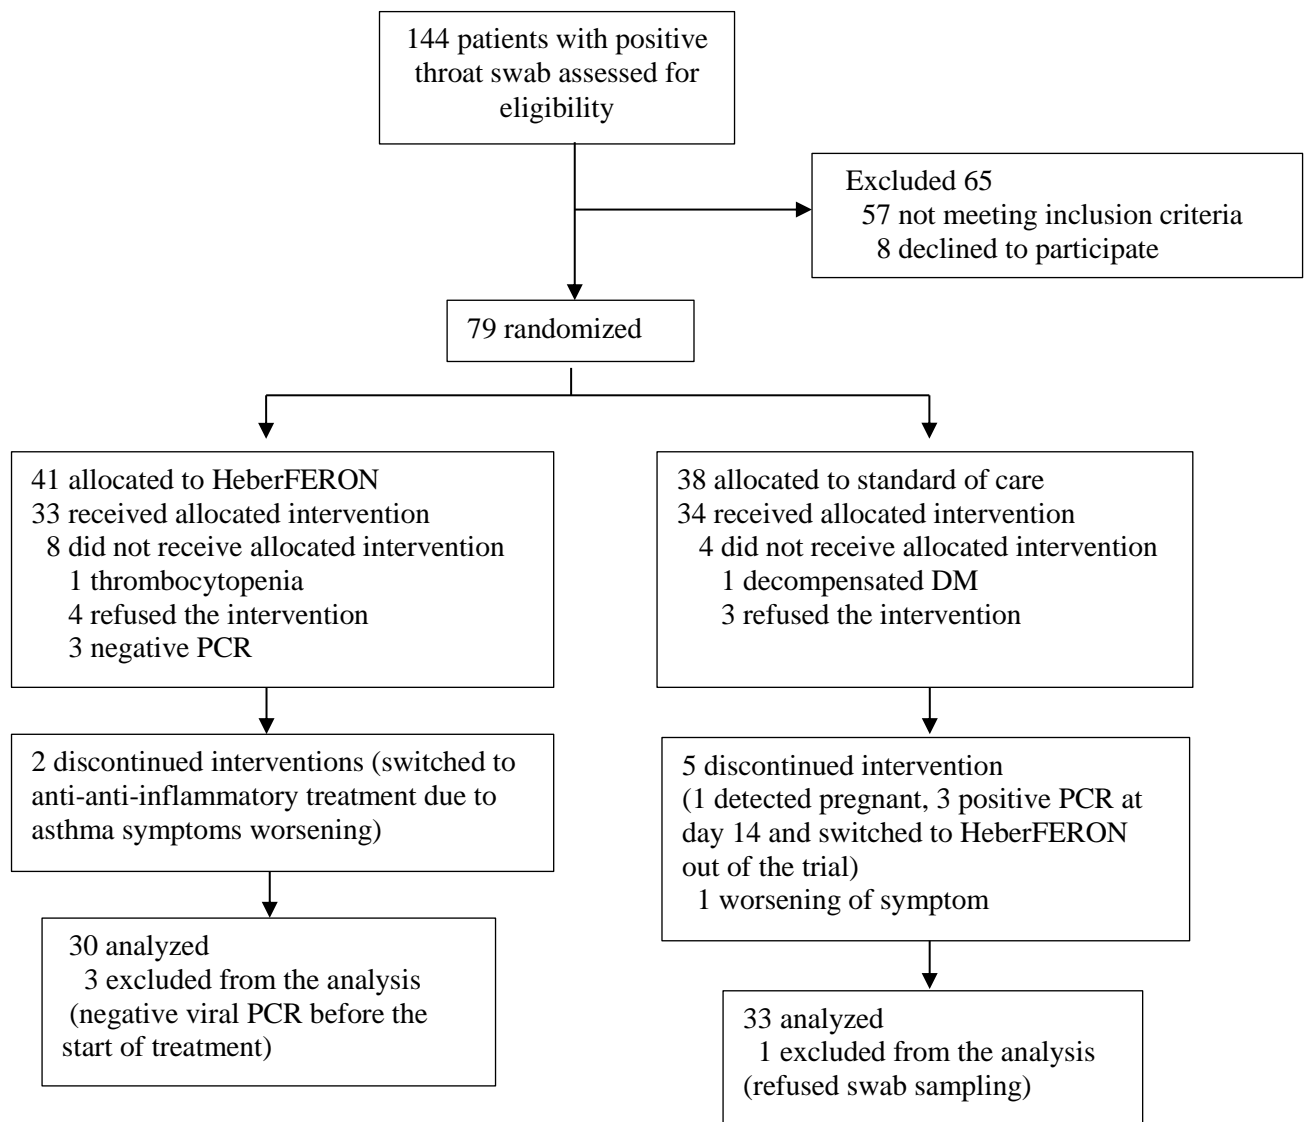 144 patients with positive
throat swab assessed for
eligibility
Excluded 65
57 not meeting inclusion criteria
8 declined to participate
79 randomized
41 allocated to HeberFERON
33 received allocated intervention
8 did not receive allocated intervention
1 thrombocytopenia
4 refused the intervention
3 negative PCR
38 allocated to standard of care
34 received allocated intervention
4 did not receive allocated intervention
1 decompensated DM
3 refused the intervention
2 discontinued interventions (switched to
anti-anti-inflammatory treatment due to
asthma symptoms worsening)
5 discontinued intervention
(1 detected pregnant, 3 positive PCR at
day 14 and switched to HeberFERON
out of the trial)
1 worsening of symptom
30 analyzed
3 excluded from the analysis
(negative viral PCR before the
start of treatment)
33 analyzed
1 excluded from the analysis
(refused swab sampling)